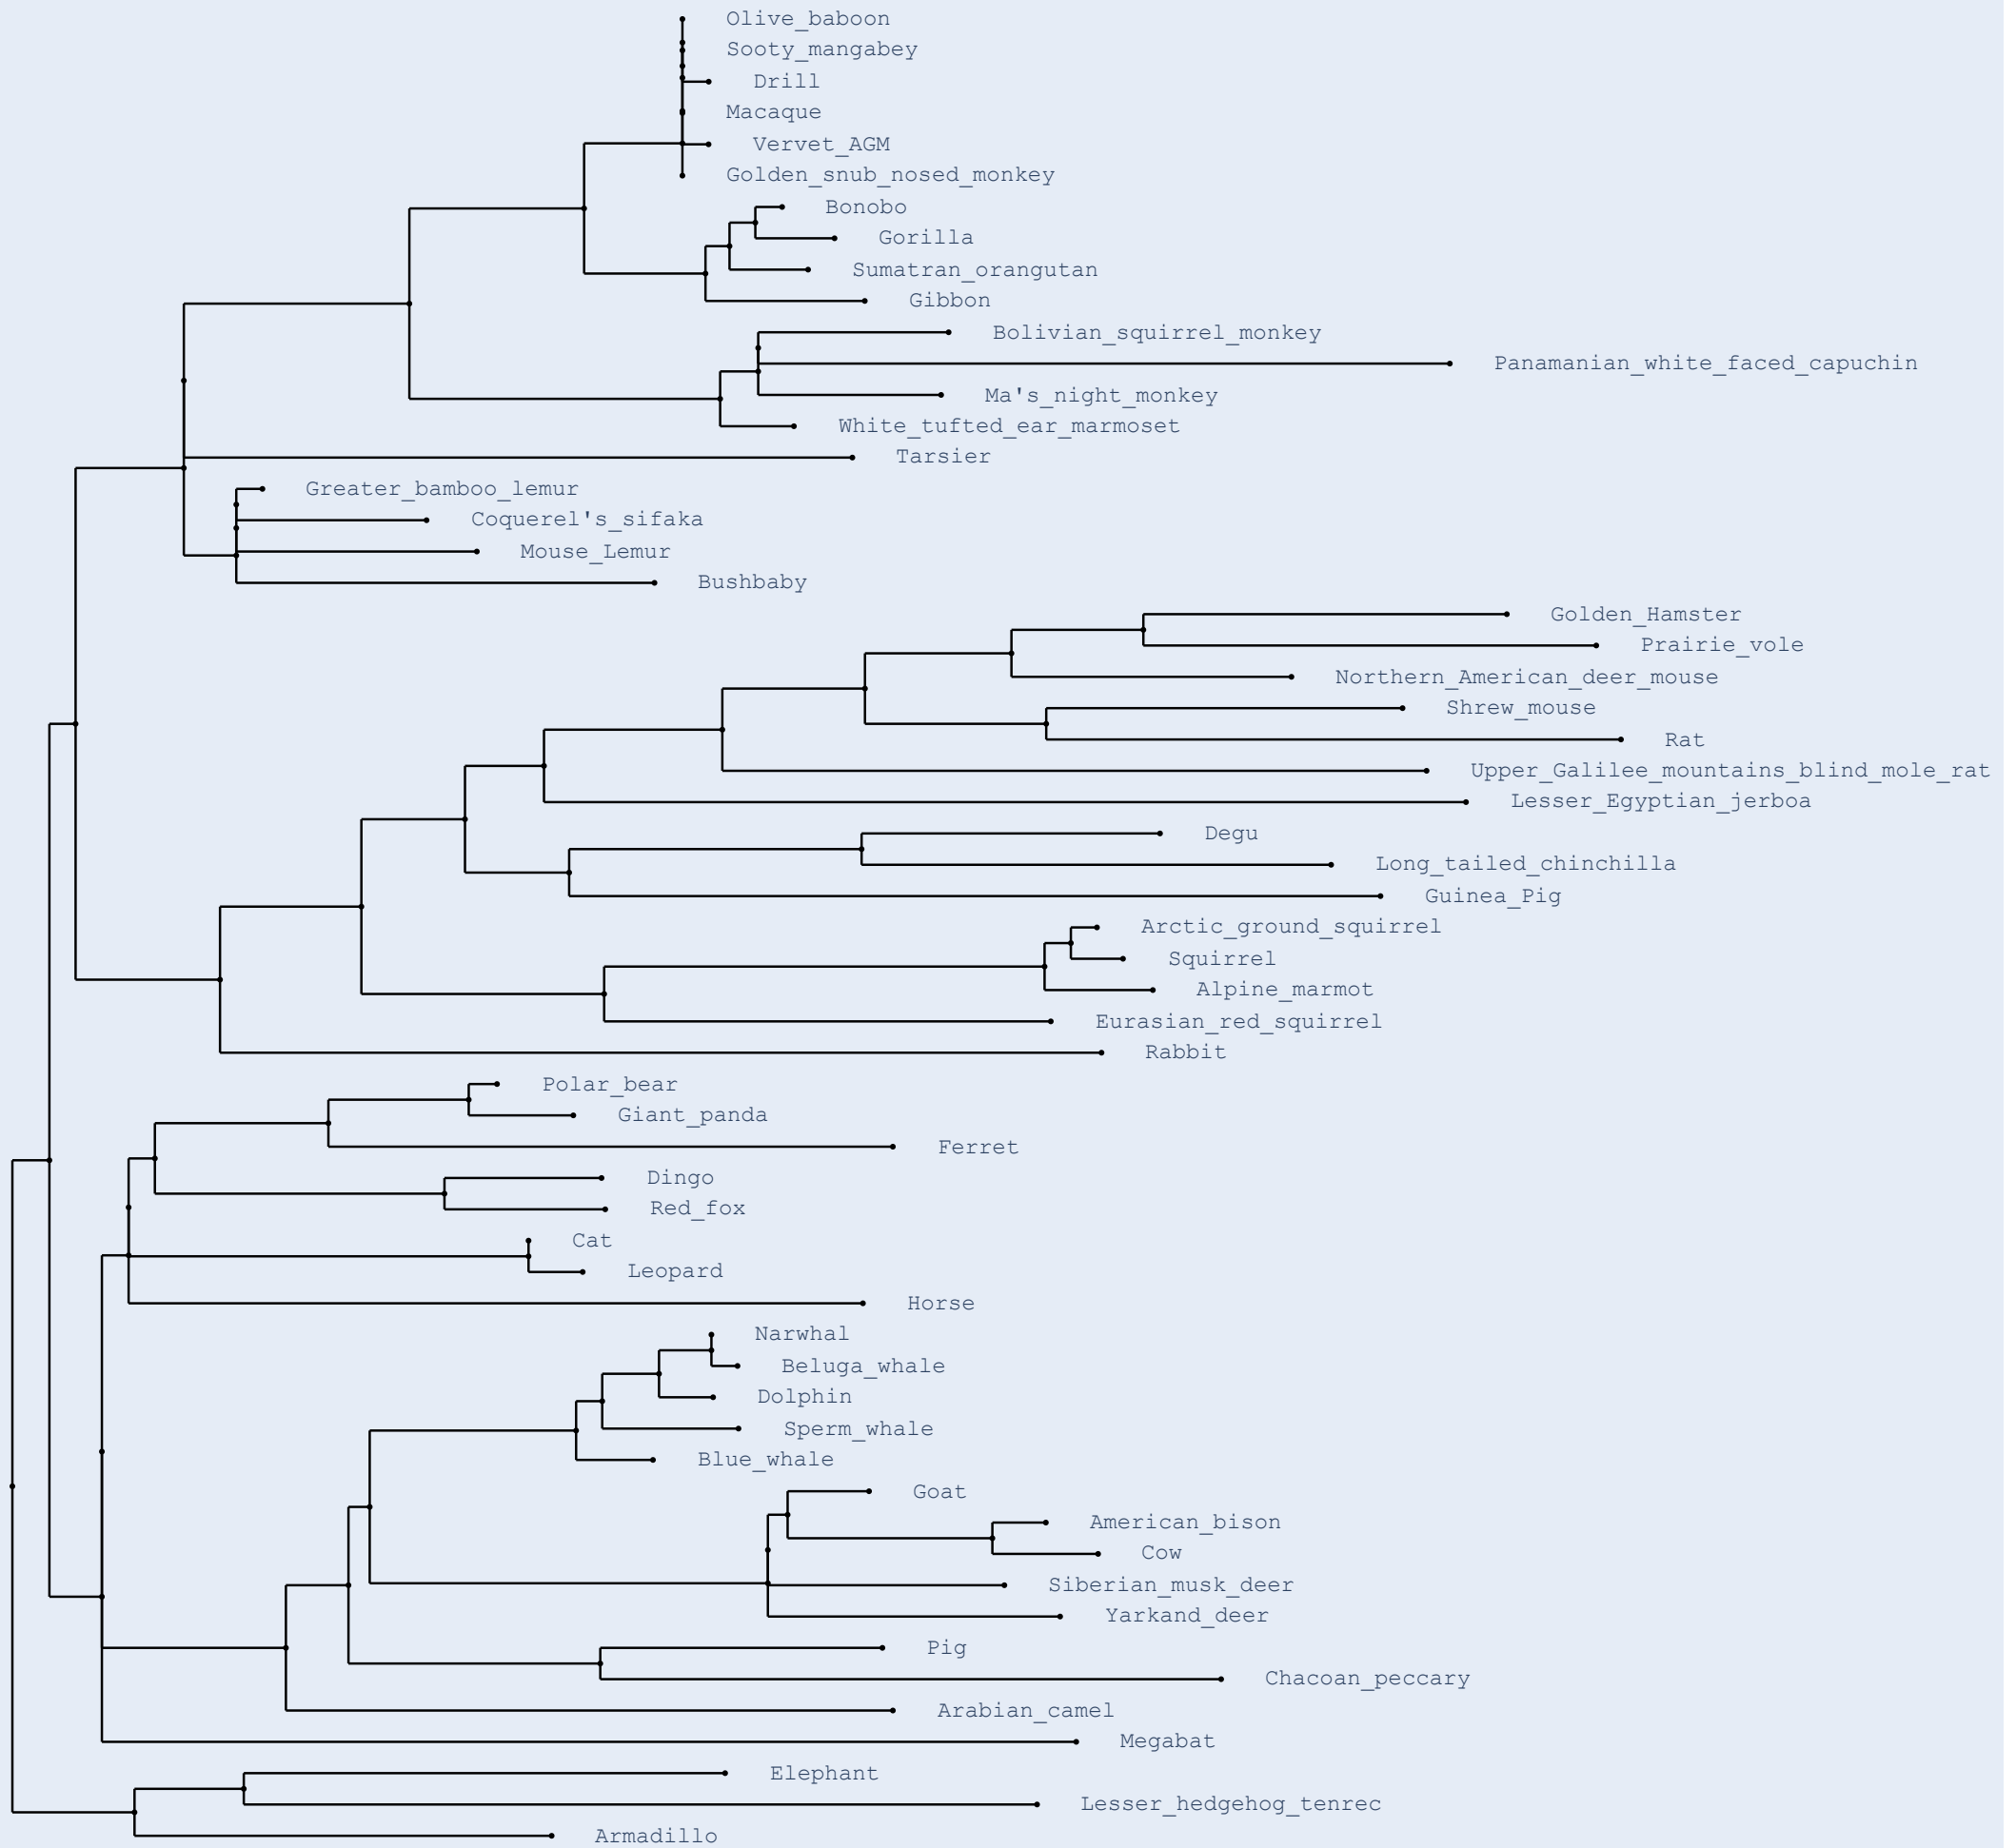 Olive_baboon
Sooty_mangabey
Drill
Macaque
Vervet_AGM
Golden_snub_nosed_monkey
Bonobo
Gorilla
Sumatran_orangutan
Gibbon
Bolivian_squirrel_monkey
Panamanian_white_faced_capuchin
Ma's_night_monkey
White_tufted_ear_marmoset
Tarsier
Greater_bamboo_lemur
Coquerel's_sifaka
Mouse_Lemur
Bushbaby
Golden_Hamster
Prairie_vole
Northern_American_deer_mouse
Shrew_mouse
Rat
Upper_Galilee_mountains_blind_mole_rat
Lesser_Egyptian_jerboa
Degu
Long_tailed_chinchilla
Guinea_Pig
Arctic_ground_squirrel
Squirrel
Alpine_marmot
Eurasian_red_squirrel
Rabbit
Polar_bear
Giant_panda
Ferret
Dingo
Red_fox
Cat
Leopard
Horse
Narwhal
Beluga_whale
Dolphin
Sperm_whale
Blue_whale
Goat
American_bison
Cow
Siberian_musk_deer
Yarkand_deer
Pig
Chacoan_peccary
Arabian_camel
Megabat
Elephant
Lesser_hedgehog_tenrec
Armadillo